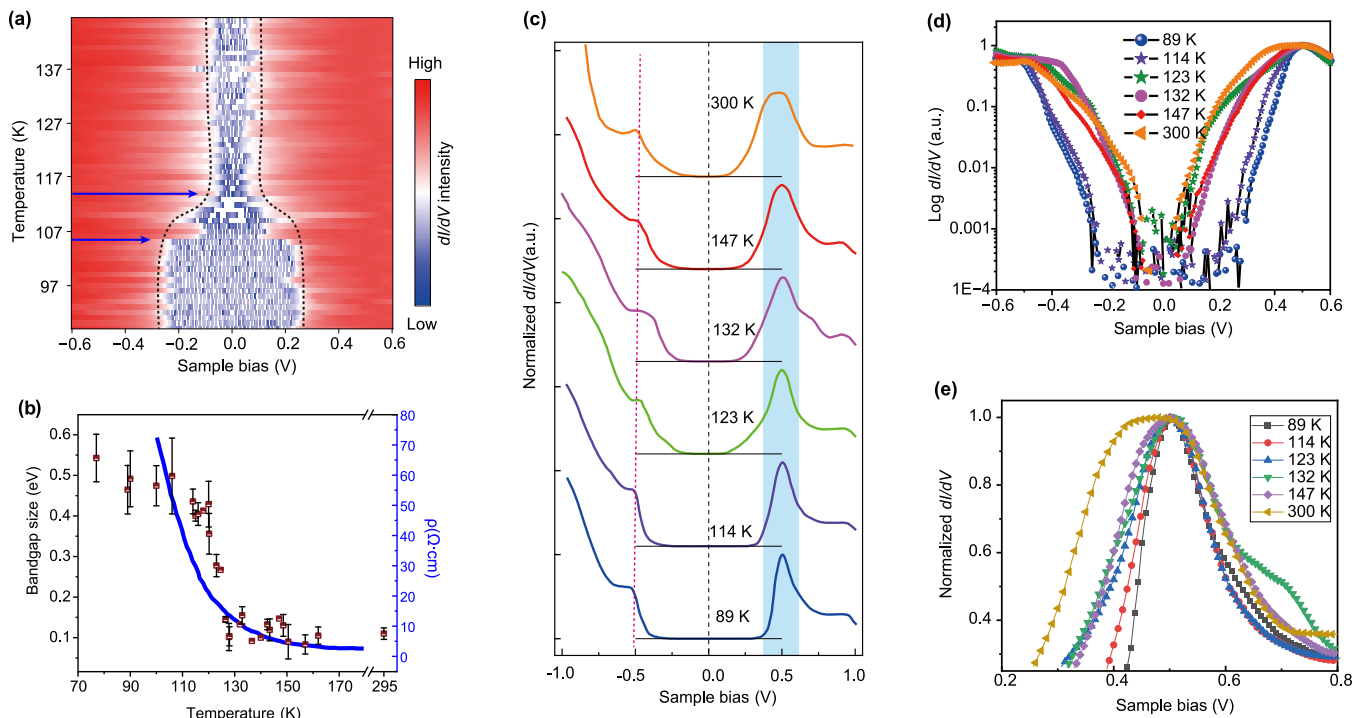 (a)
137
127
117
107
97
Temperature (K)
−0.6
−0.4
−0.2
0.0
0.2
0.4
0.6
Sample bias (V)
High
Low
dI/dV intensity
(b)
0.6
0.5
0.4
0.3
0.2
0.1
Bandgap size (eV)
80
70
60
50
40
30
20
10
0
ρ(Ω·cm)
70
90
110
130
150
170
295
Temperature (K)
(c)
300 K
147 K
132 K
123 K
114 K
89 K
Normalized dI/dV(a.u.)
-1.0
−0.5
0.0
0.5
1.0
Sample bias (V)
(d)
89 K
114 K
123 K
132 K
147 K
300 K
1
0.1
0.01
0.001
1E−4
Log dI/dV (a.u.)
−0.6
−0.4
−0.2
0.0
0.2
0.4
0.6
Sample bias (V)
(e)
89 K
114 K
123 K
132 K
147 K
300 K
1.0
0.8
0.6
0.4
Normalized dI/dV
0.2
0.4
0.6
0.8
Sample bias (V)